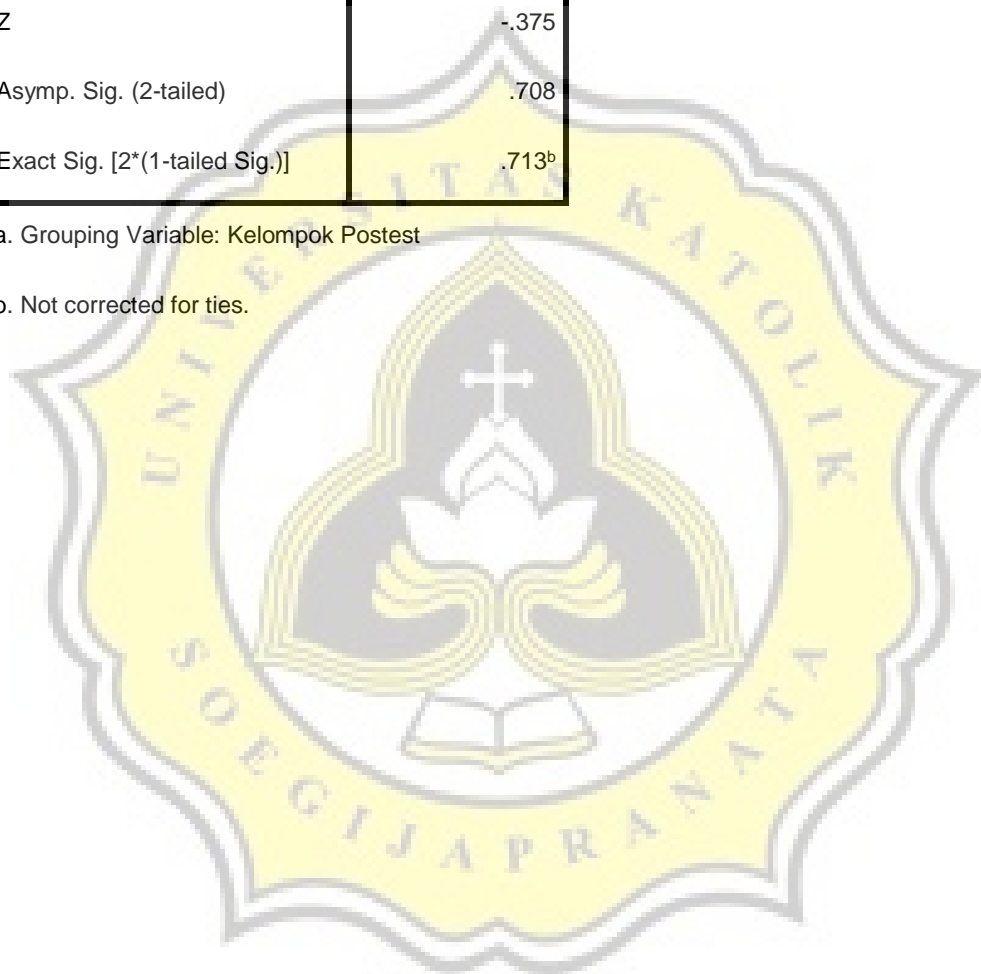 Z -.375
Asymp. Sig. (2-tailed) .708
Exact Sig. [2*(1-tailed Sig.)] .713ᵇ
a. Grouping Variable: Kelompok Postest
b. Not corrected for ties.
UNIVERSITAS KATOLIK
SOEGIJAPRANATA